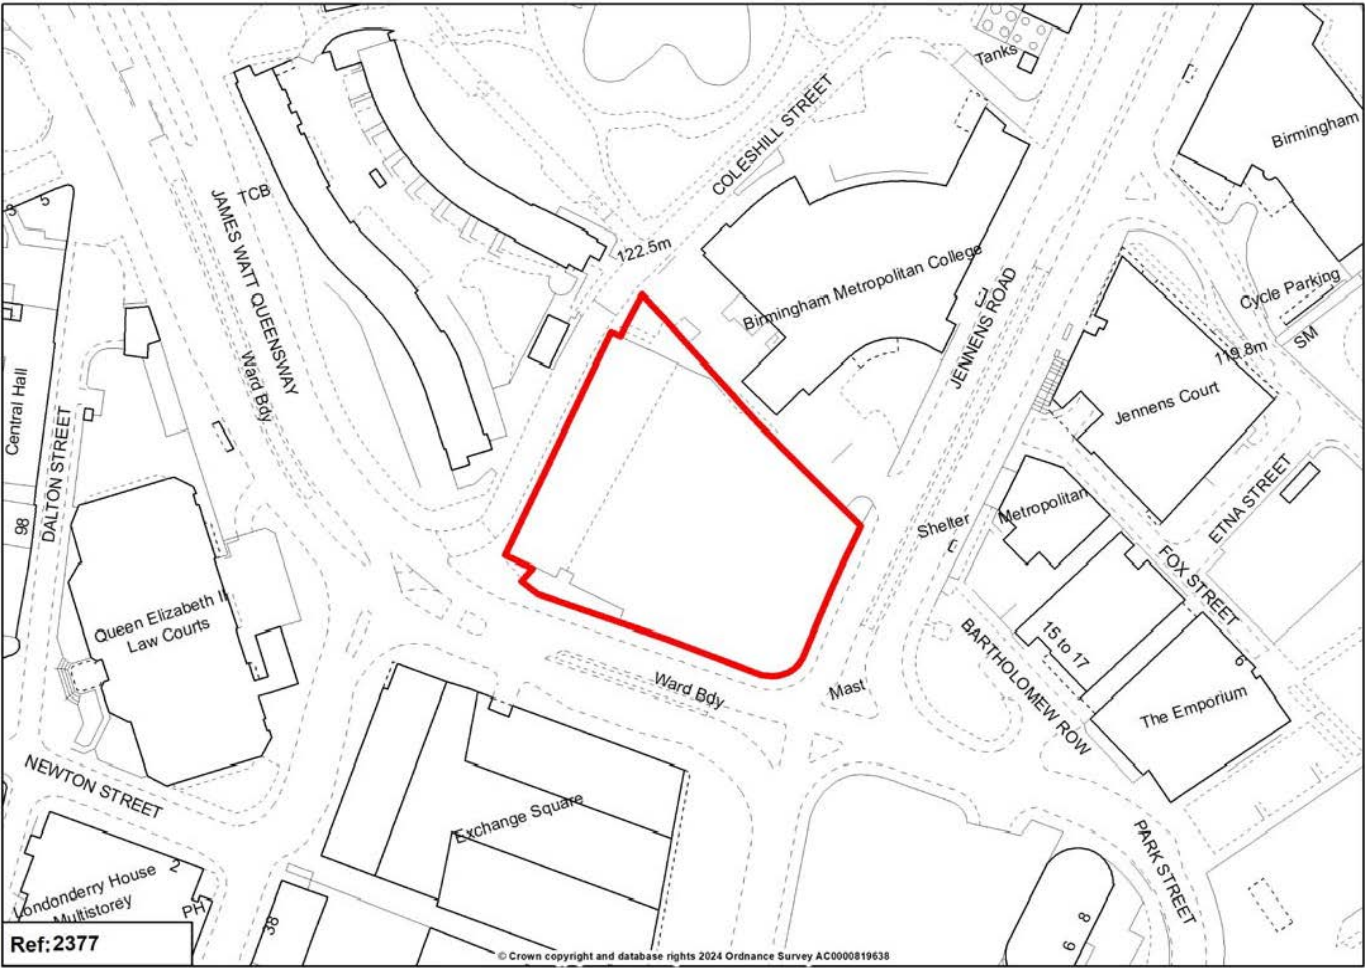 Tanks
COLESHILL STREET
Birmingham
TCB
3
5
JAMES WATT QUEENSWAY
Ward Bdy
122.5m
Birmingham Metropolitan College
JENNENS ROAD
Cycle Parking
SM
119.8m
Central Hall
DALTON STREET
98
Jennens Court
ETNA STREET
Metropolitan
Shelter
FOX STREET
Queen Elizabeth II
Law Courts
BARTHOLOMEW ROW
15 to 17
6
The Emporium
Ward Bdy
Mast
NEWTON STREET
Exchange Square
PARK STREET
Londonderry House
Multistorey
2
PH
38
6
8
Ref:2377
© Crown copyright and database rights 2024 Ordnance Survey AC0000819638